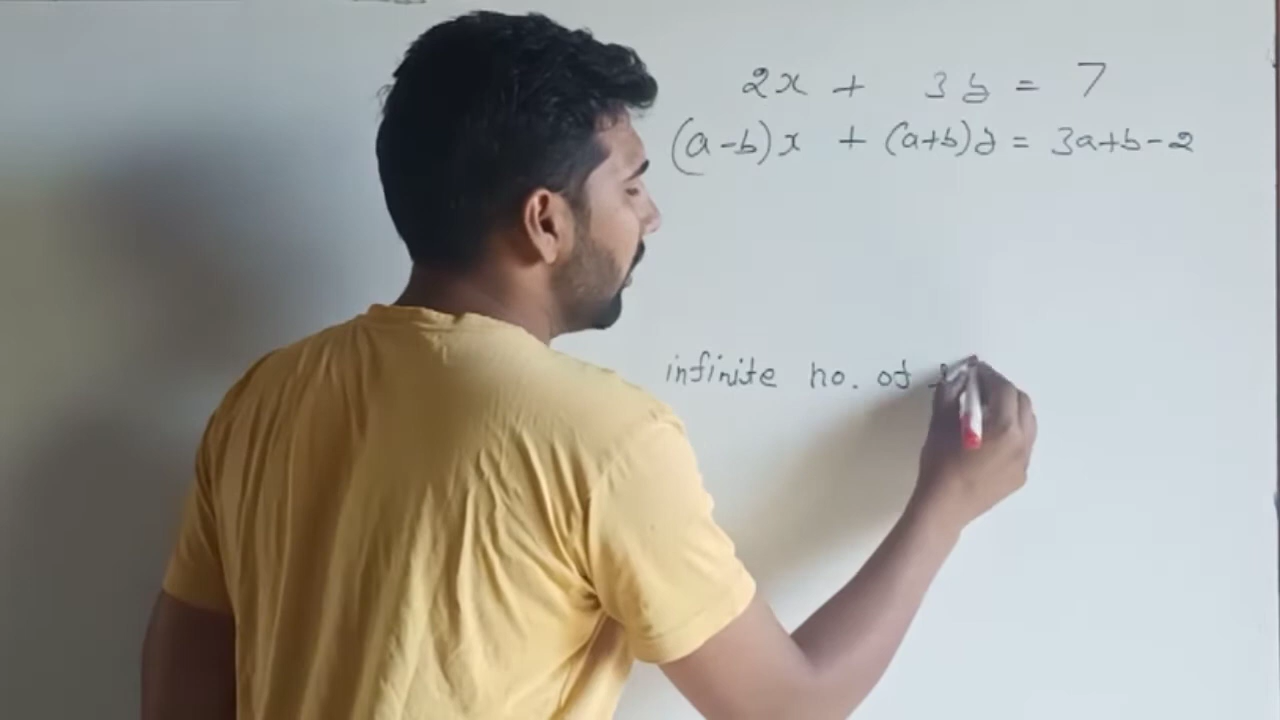 2x + 3y = 7
(a-b)x + (a+b)y = 3a+b-2
infinite no. of